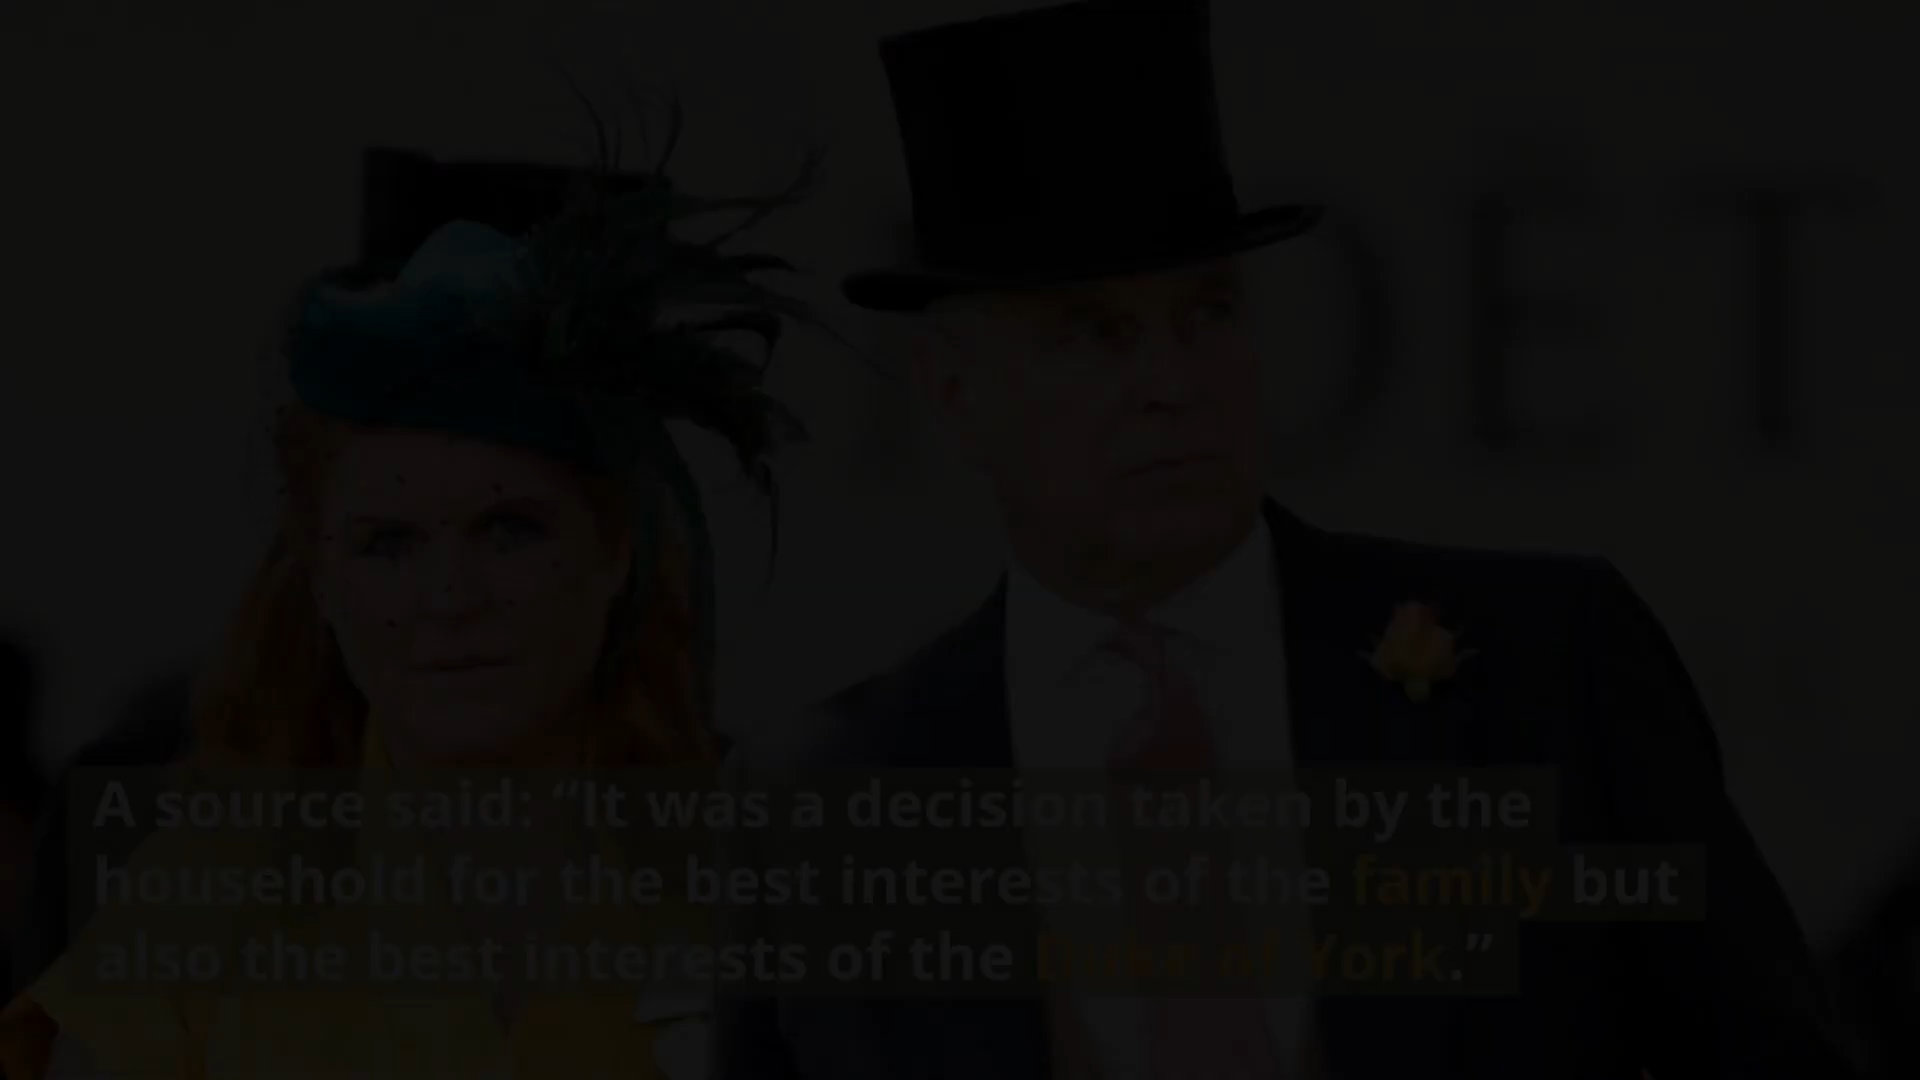 A source said: “It was a decision taken by the
household for the best interests of the family but
also the best interests of the Duke of York.”
ET